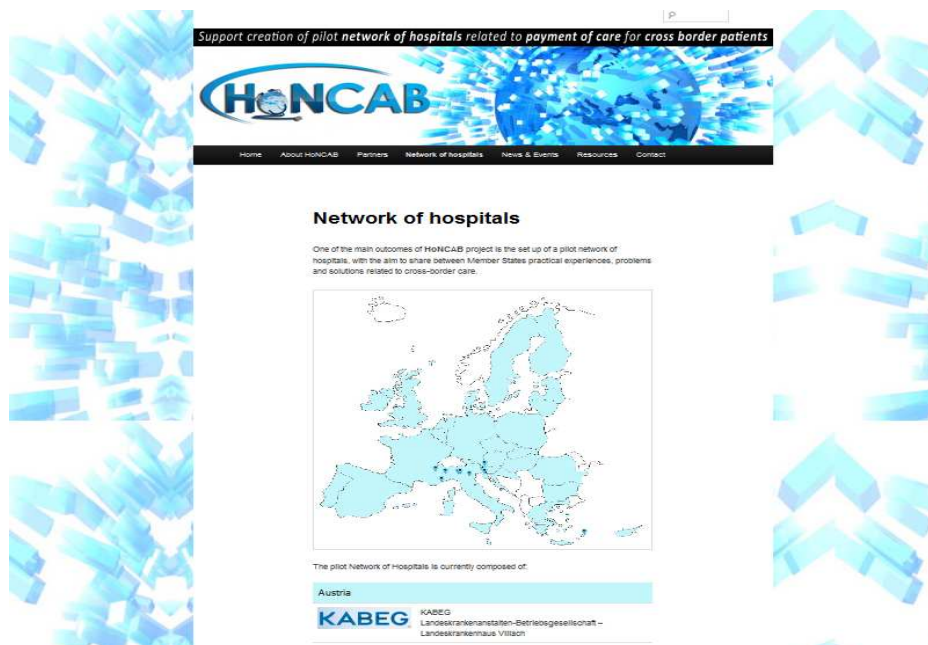 Support creation of pilot network of hospitals related to payment of care for cross border patients
HoNCAB
Home About HoNCAB Partners Network of hospitals News & Events Resources Contact
Network of hospitals
One of the main outcomes of HoNCAB project is the set up of a pilot network of
hospitals, with the aim to share between Member States practical experiences, problems
and solutions related to cross-border care.
The pilot Network of Hospitals is currently composed of:
Austria
KABEG
KABEG
Landeskrankenanstalten-Betriebsgesellschaft –
Landeskrankenhaus Villach